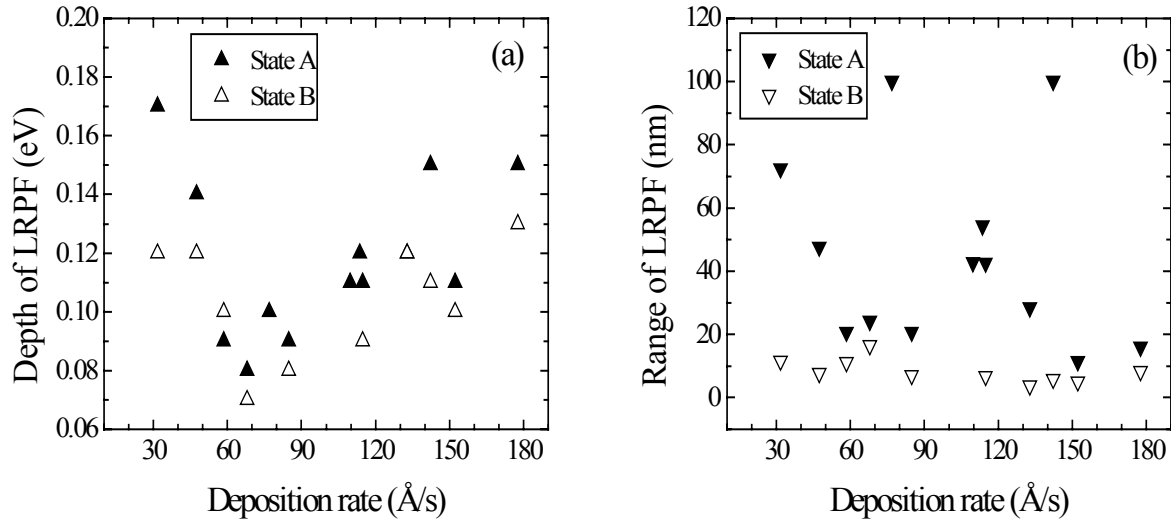 0.20
0.18
0.16
0.14
0.12
0.10
0.08
0.06
Depth of LRPF (eV)
State A
State B
(a)
30 60 90 120 150 180
Deposition rate (Å/s)
120
100
80
60
40
20
0
Range of LRPF (nm)
State A
State B
(b)
30 60 90 120 150 180
Deposition rate (Å/s)